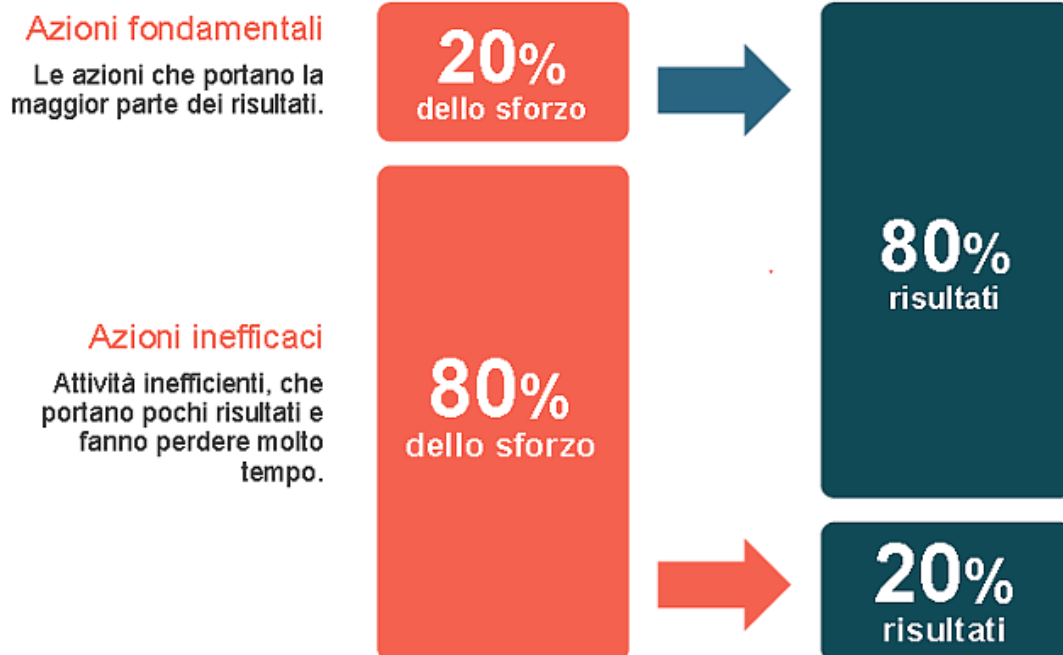 Azioni fondamentali
Le azioni che portano la
maggior parte dei risultati.
20%
dello sforzo
80%
risultati
Azioni inefficaci
Attività inefficienti, che
portano pochi risultati e
fanno perdere molto
tempo.
80%
dello sforzo
20%
risultati